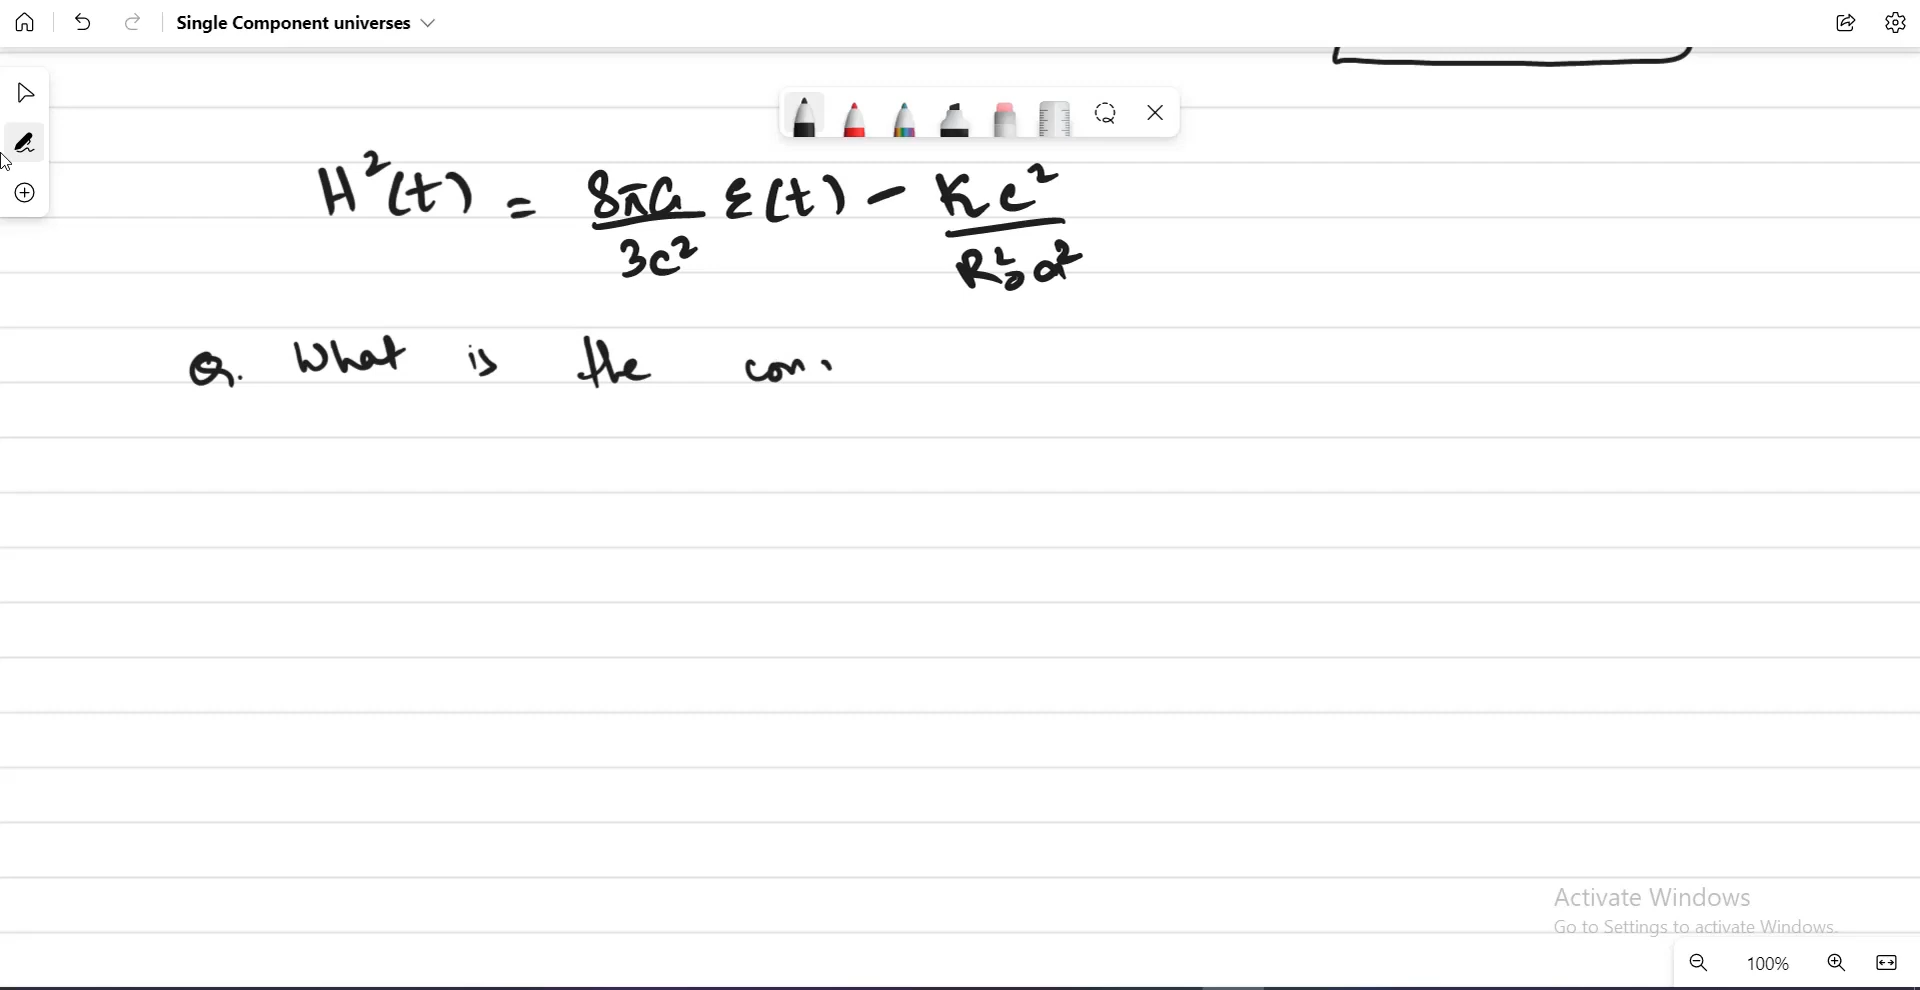 Single Component universes
H²(t) = 8πG/3c² ε(t) - κc²/R₀²a²
Q. What is the con
Activate Windows
Go to Settings to activate Windows.
100%